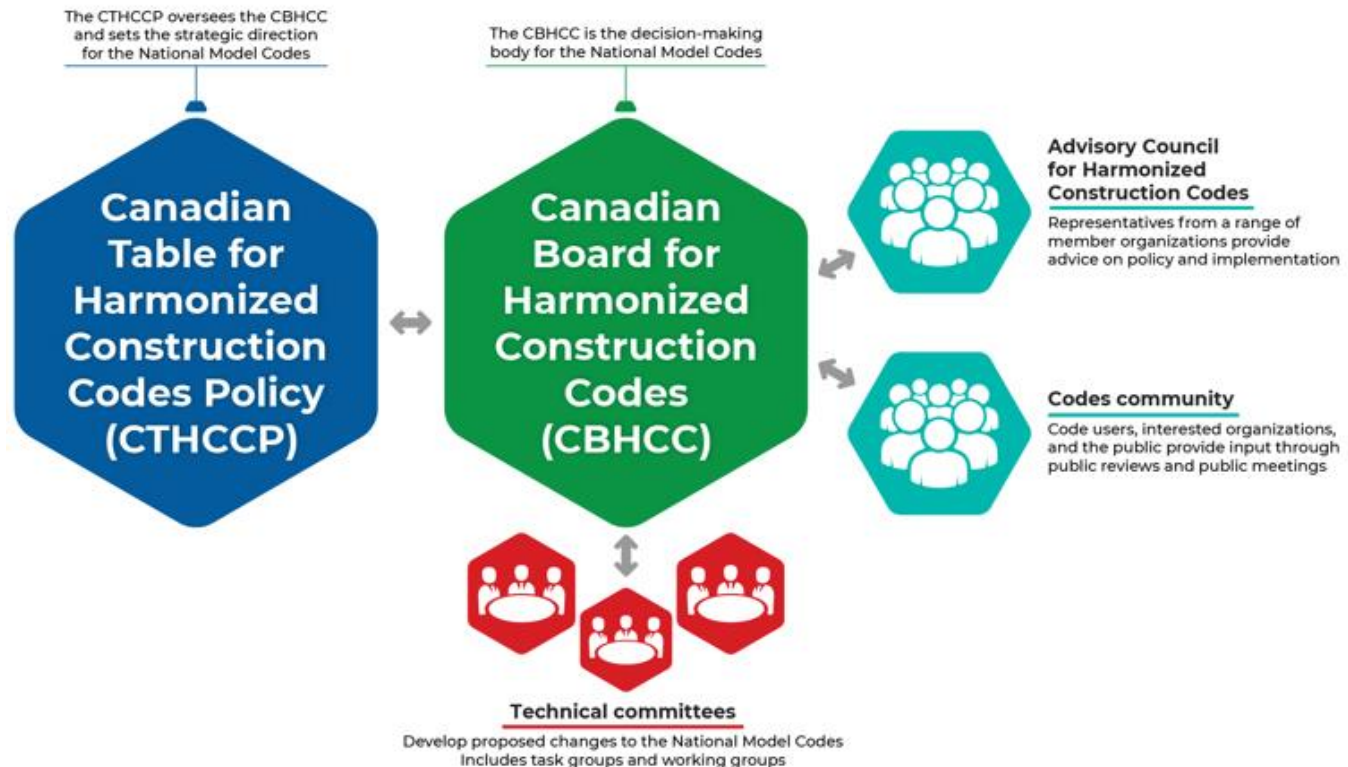 The CTHCCP oversees the CBHCC
and sets the strategic direction
for the National Model Codes
The CBHCC is the decision-making
body for the National Model Codes
Canadian
Table for
Harmonized
Construction
Codes Policy
(CTHCCP)
Canadian
Board for
Harmonized
Construction
Codes
(CBHCC)
Advisory Council
for Harmonized
Construction Codes
Representatives from a range of
member organizations provide
advice on policy and implementation
Codes community
Code users, interested organizations,
and the public provide input through
public reviews and public meetings
Technical committees
Develop proposed changes to the National Model Codes
Includes task groups and working groups